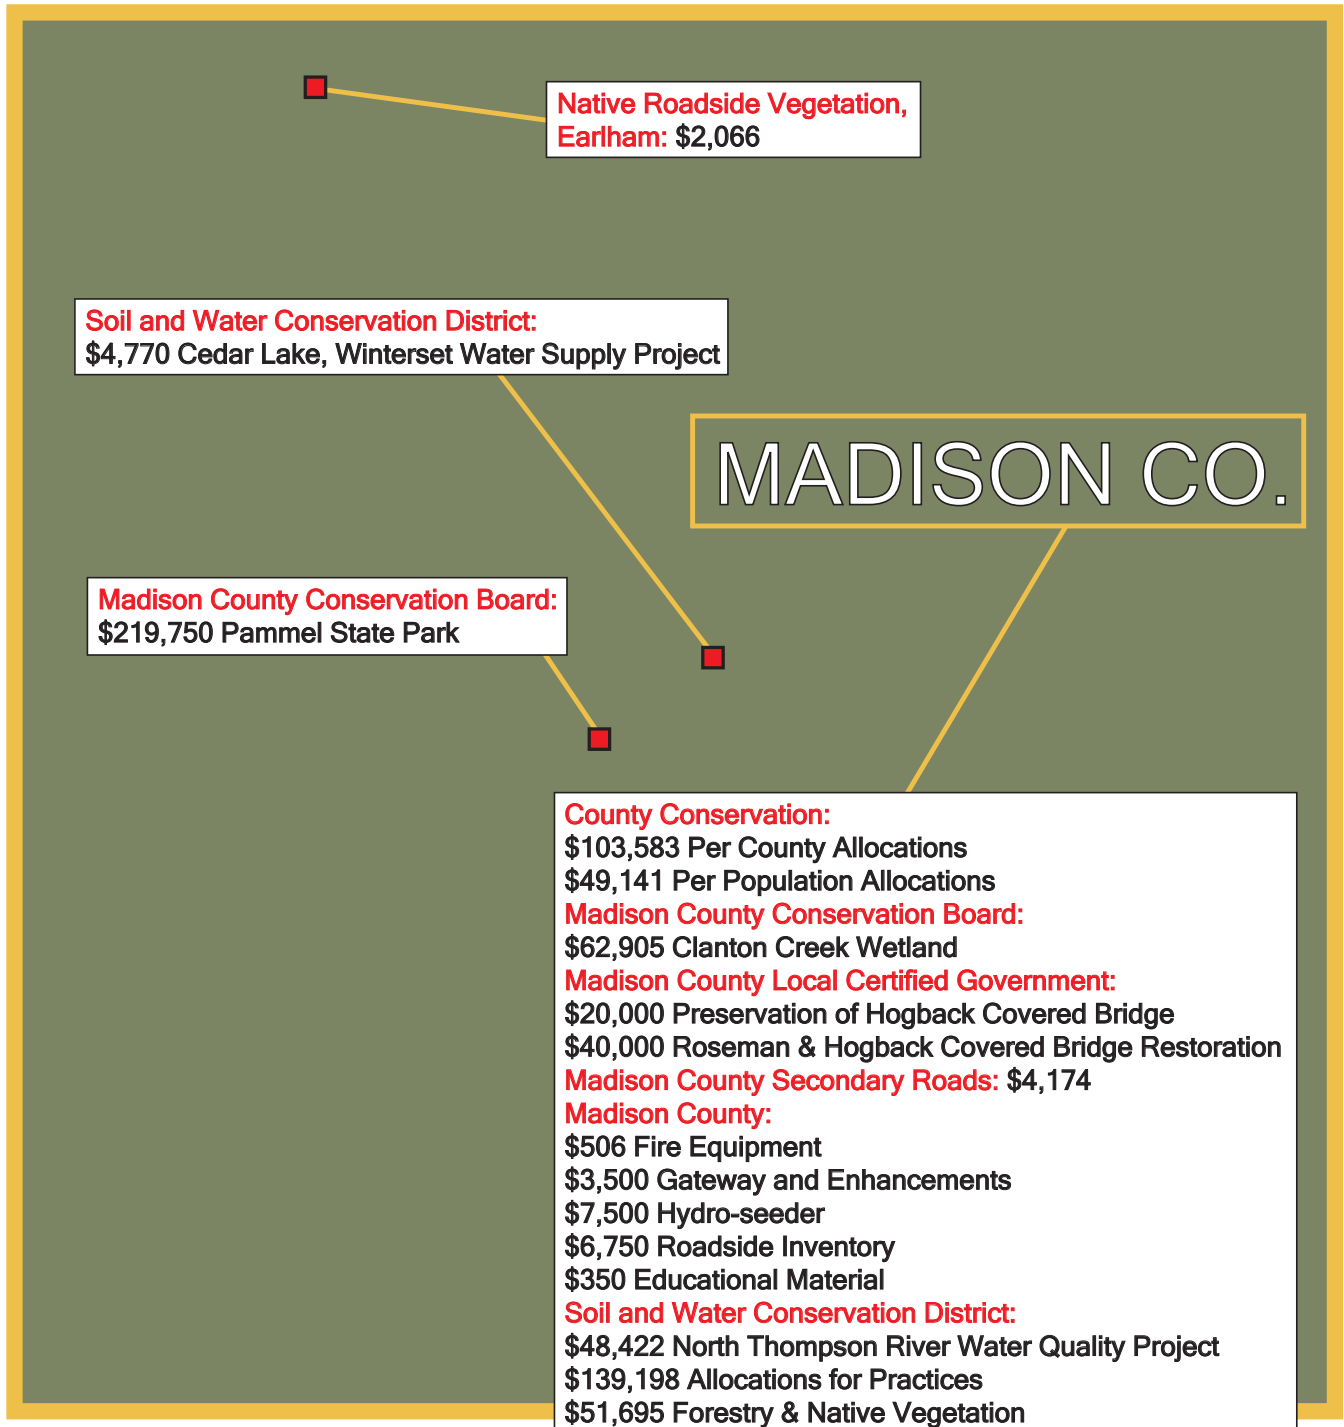 Native Roadside Vegetation,
Earlham: $2,066
Soil and Water Conservation District:
$4,770 Cedar Lake, Winterset Water Supply Project
MADISON CO.
Madison County Conservation Board:
$219,750 Pammel State Park
County Conservation:
$103,583 Per County Allocations
$49,141 Per Population Allocations
Madison County Conservation Board:
$62,905 Clanton Creek Wetland
Madison County Local Certified Government:
$20,000 Preservation of Hogback Covered Bridge
$40,000 Roseman & Hogback Covered Bridge Restoration
Madison County Secondary Roads: $4,174
Madison County:
$506 Fire Equipment
$3,500 Gateway and Enhancements
$7,500 Hydro-seeder
$6,750 Roadside Inventory
$350 Educational Material
Soil and Water Conservation District:
$48,422 North Thompson River Water Quality Project
$139,198 Allocations for Practices
$51,695 Forestry & Native Vegetation